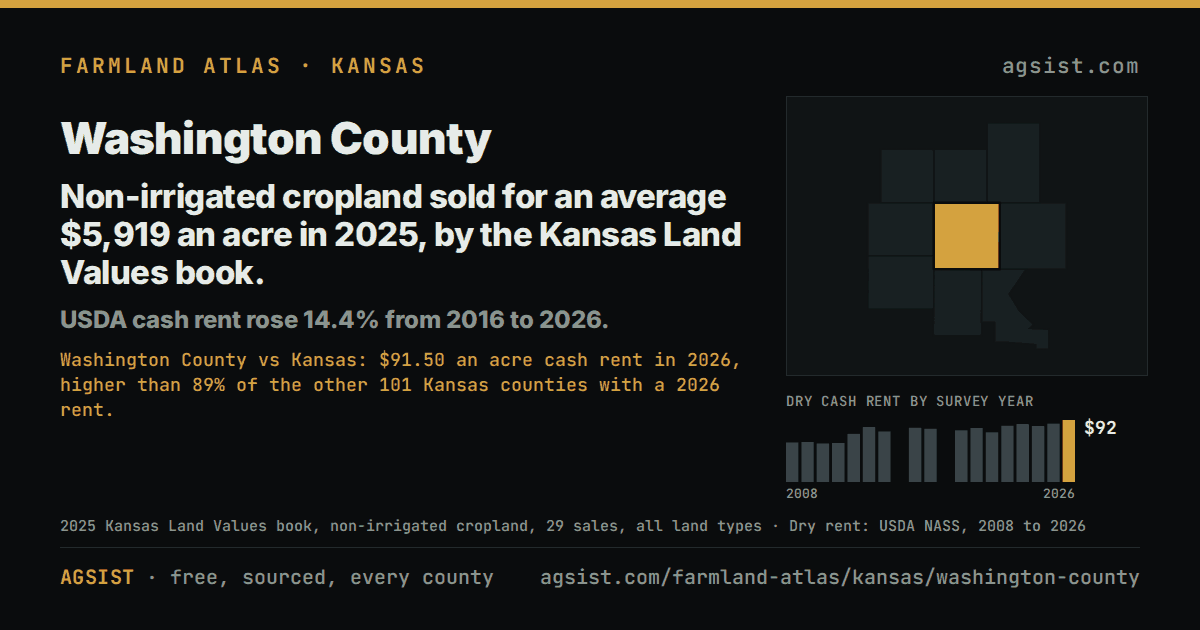 FARMLAND ATLAS · KANSAS
agsist.com
Washington County
Non-irrigated cropland sold for an average
$5,919 an acre in 2025, by the Kansas Land
Values book.
USDA cash rent rose 14.4% from 2016 to 2026.
Washington County vs Kansas: $91.50 an acre cash rent in 2026,
higher than 89% of the other 101 Kansas counties with a 2026
rent.
DRY CASH RENT BY SURVEY YEAR
$92
2008
2026
2025 Kansas Land Values book, non-irrigated cropland, 29 sales, all land types · Dry rent: USDA NASS, 2008 to 2026
AGSIST · free, sourced, every county
agsist.com/farmland-atlas/kansas/washington-county